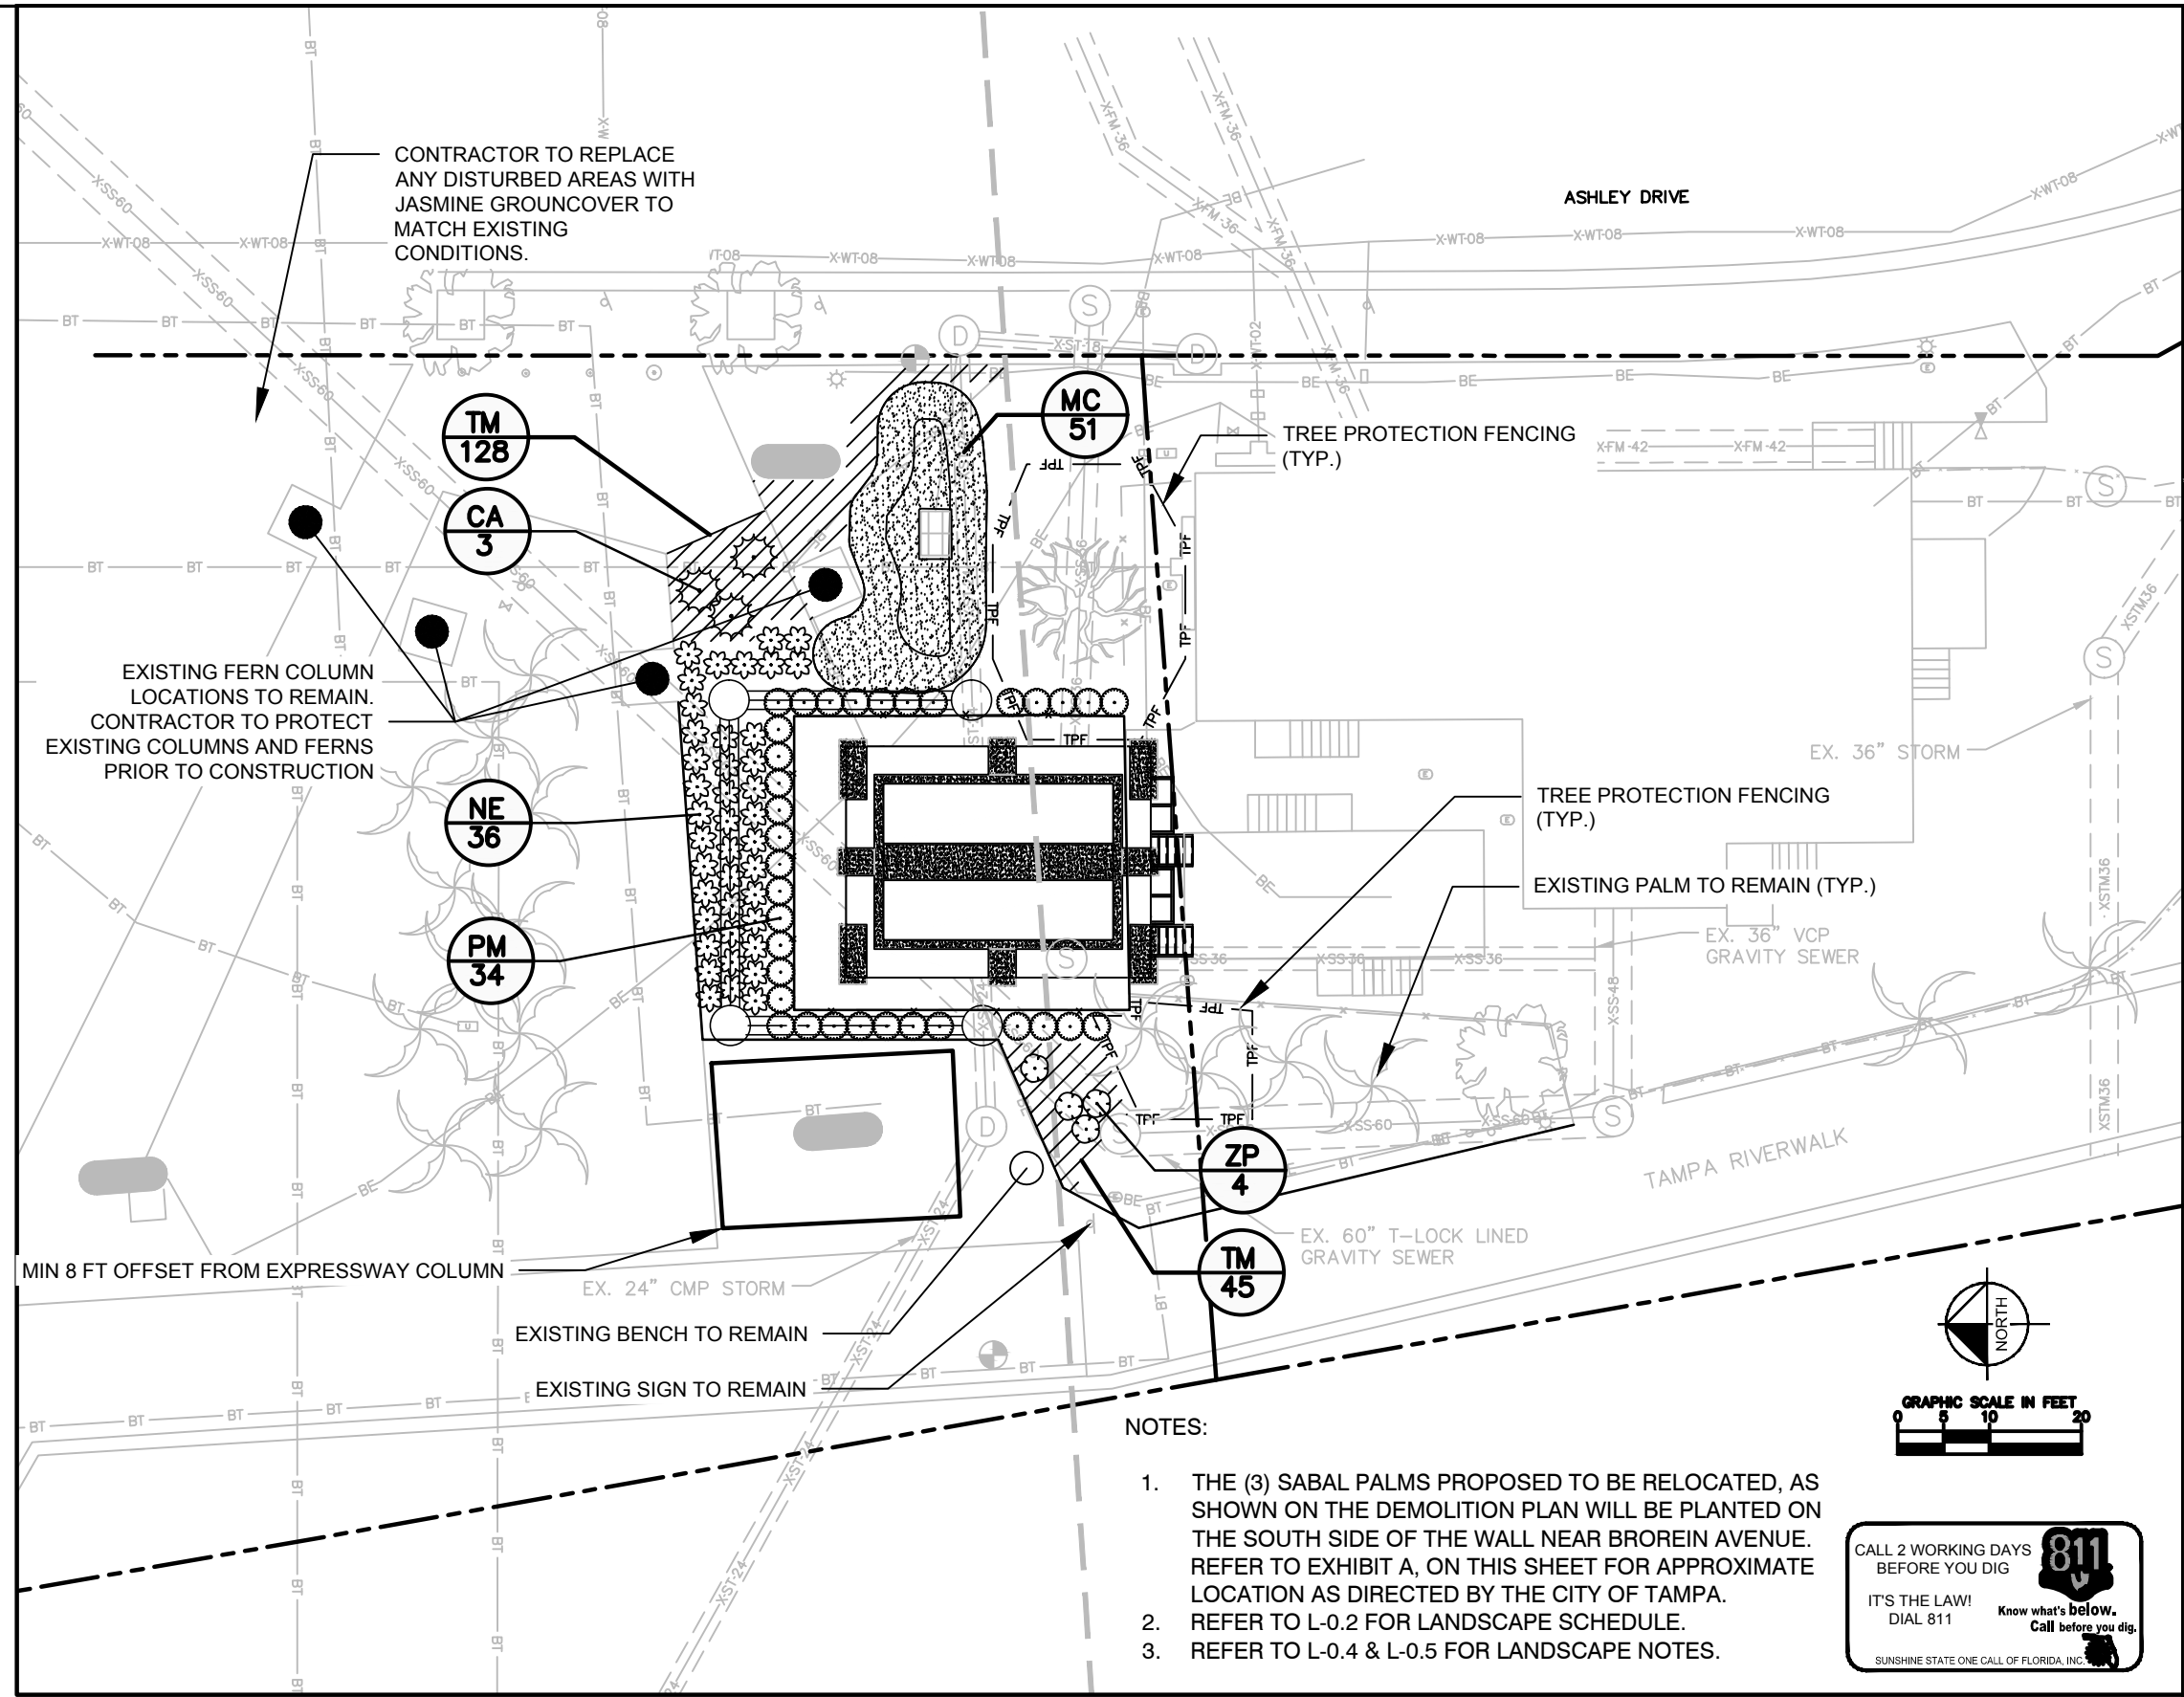 CONTRACTOR TO REPLACE
ANY DISTURBED AREAS WITH
JASMINE GROUNCOVER TO
MATCH EXISTING
CONDITIONS.
ASHLEY DRIVE
TM
128
MC
51
CA
3
TREE PROTECTION FENCING
(TYP.)
EXISTING FERN COLUMN
LOCATIONS TO REMAIN.
CONTRACTOR TO PROTECT
EXISTING COLUMNS AND FERNS
PRIOR TO CONSTRUCTION
EX. 36" STORM
NE
36
TREE PROTECTION FENCING
(TYP.)
EXISTING PALM TO REMAIN (TYP.)
PM
34
EX. 36" VCP
GRAVITY SEWER
ZP
4
TAMPA RIVERWALK
TM
45
EX. 60" T-LOCK LINED
GRAVITY SEWER
MIN 8 FT OFFSET FROM EXPRESSWAY COLUMN
EX. 24" CMP STORM
EXISTING BENCH TO REMAIN
EXISTING SIGN TO REMAIN
NORTH
GRAPHIC SCALE IN FEET
0 5 10 20
NOTES:
1. THE (3) SABAL PALMS PROPOSED TO BE RELOCATED, AS
SHOWN ON THE DEMOLITION PLAN WILL BE PLANTED ON
THE SOUTH SIDE OF THE WALL NEAR BROREIN AVENUE.
REFER TO EXHIBIT A, ON THIS SHEET FOR APPROXIMATE
LOCATION AS DIRECTED BY THE CITY OF TAMPA.
2. REFER TO L-0.2 FOR LANDSCAPE SCHEDULE.
3. REFER TO L-0.4 & L-0.5 FOR LANDSCAPE NOTES.
CALL 2 WORKING DAYS
BEFORE YOU DIG
IT'S THE LAW!
DIAL 811
811
Know what's below.
Call before you dig.
SUNSHINE STATE ONE CALL OF FLORIDA, INC.